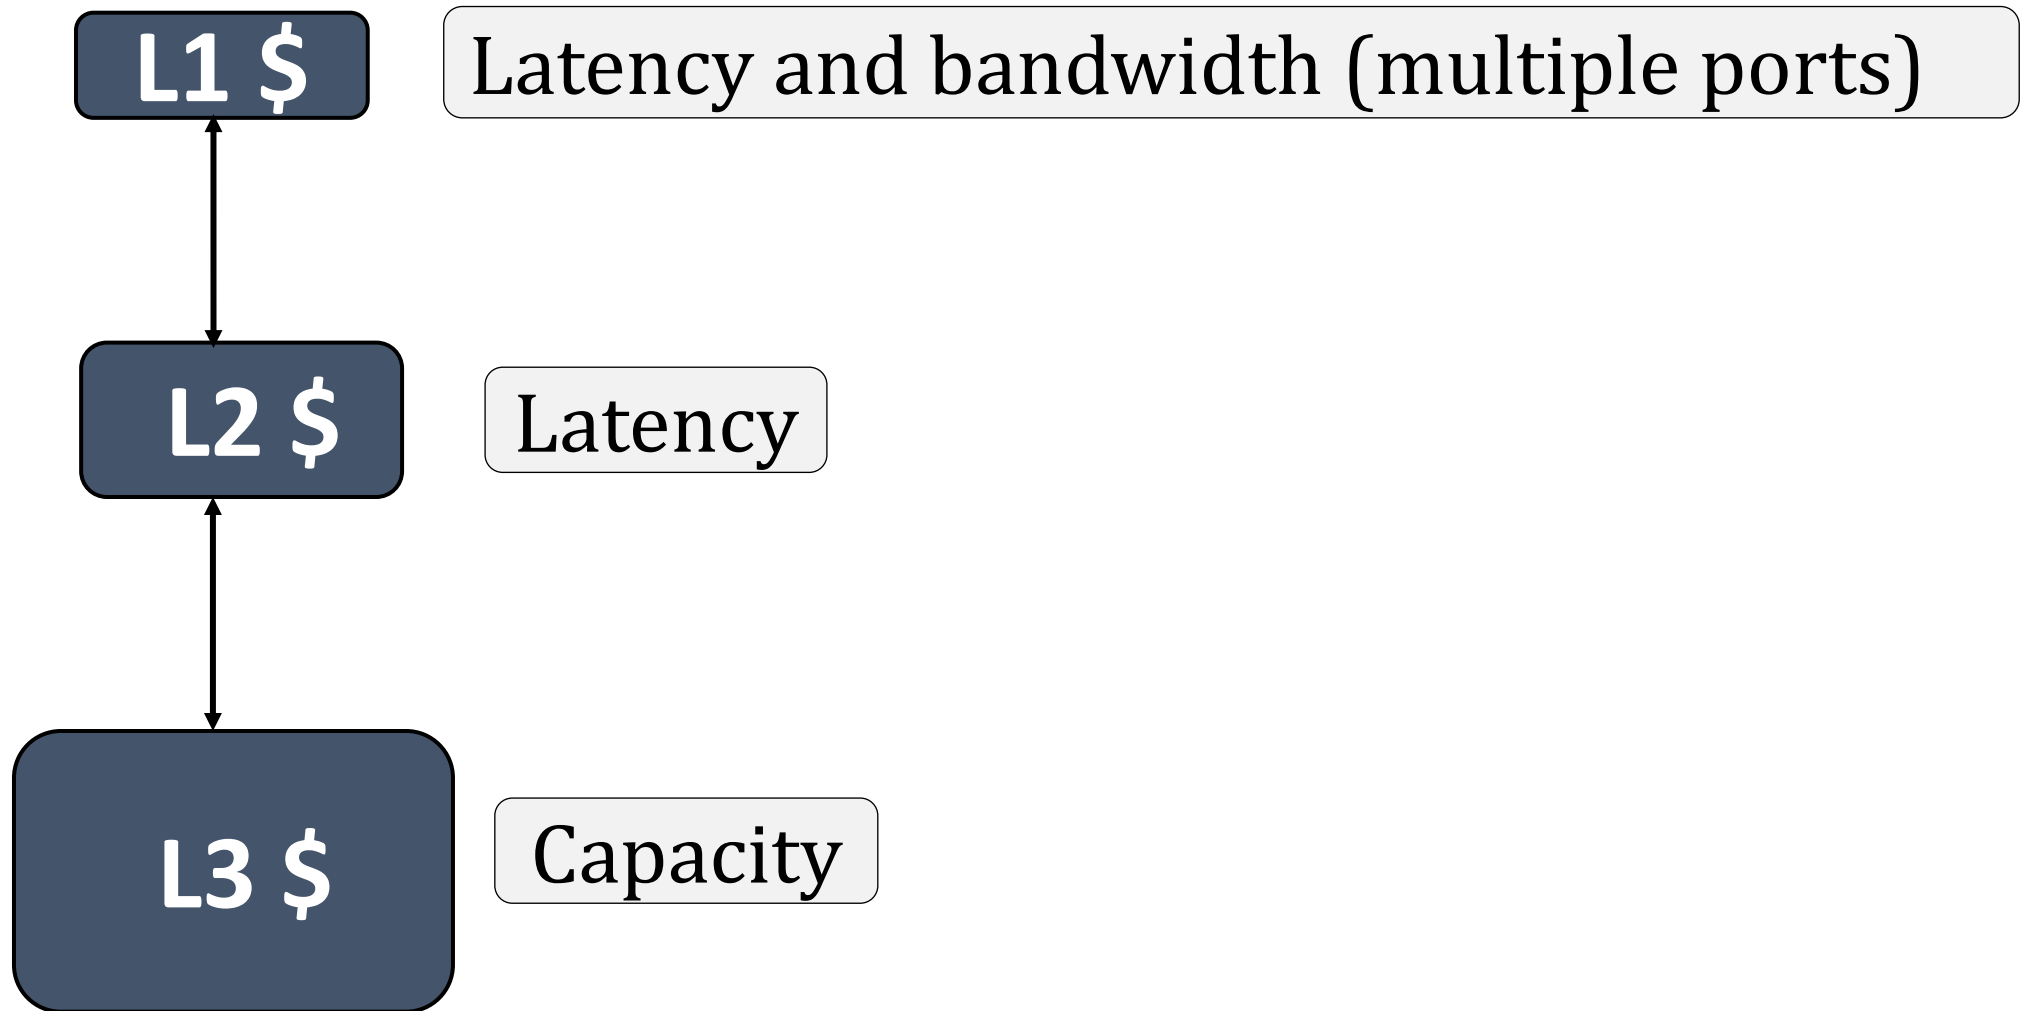 L1 $
Latency and bandwidth (multiple ports)
L2 $
Latency
L3 $
Capacity